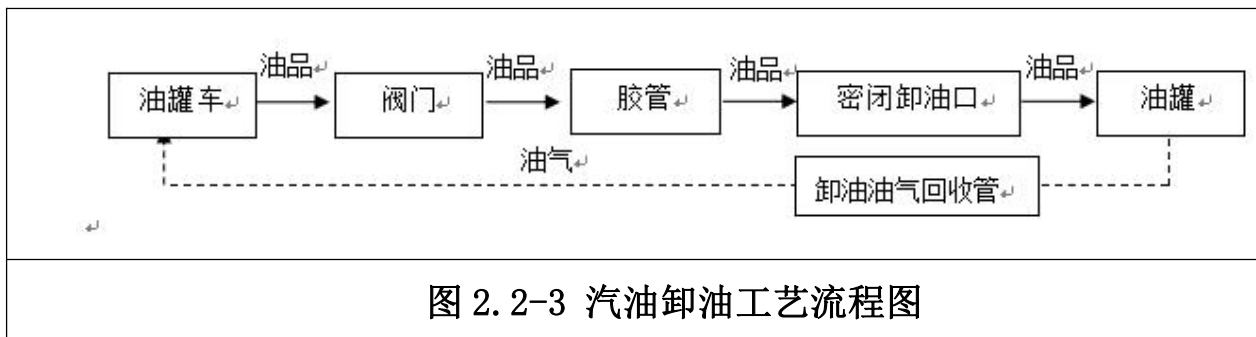 油品 油品 油品 油品
油罐车 阀门 胶管 密闭卸油口 油罐
油气
卸油油气回收管
图 2.2-3 汽油卸油工艺流程图